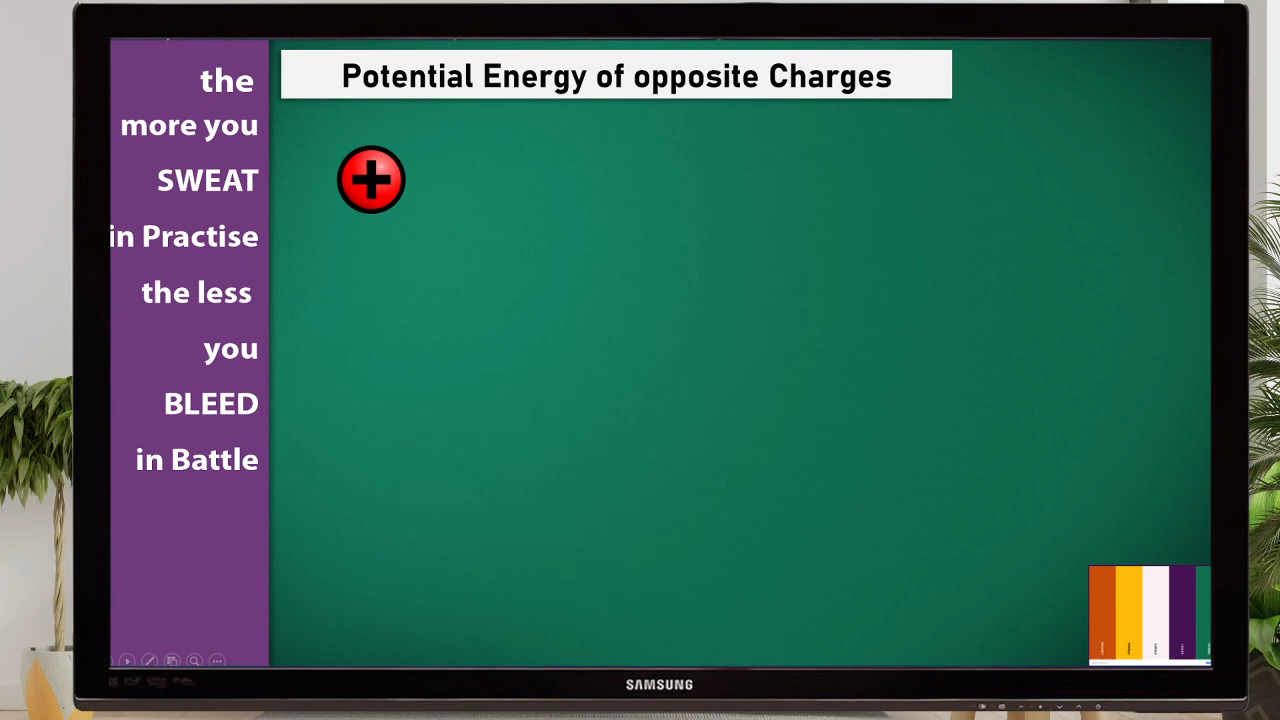 the
more you
SWEAT
in Practise
the less
you
BLEED
in Battle
Potential Energy of opposite Charges
SAMSUNG